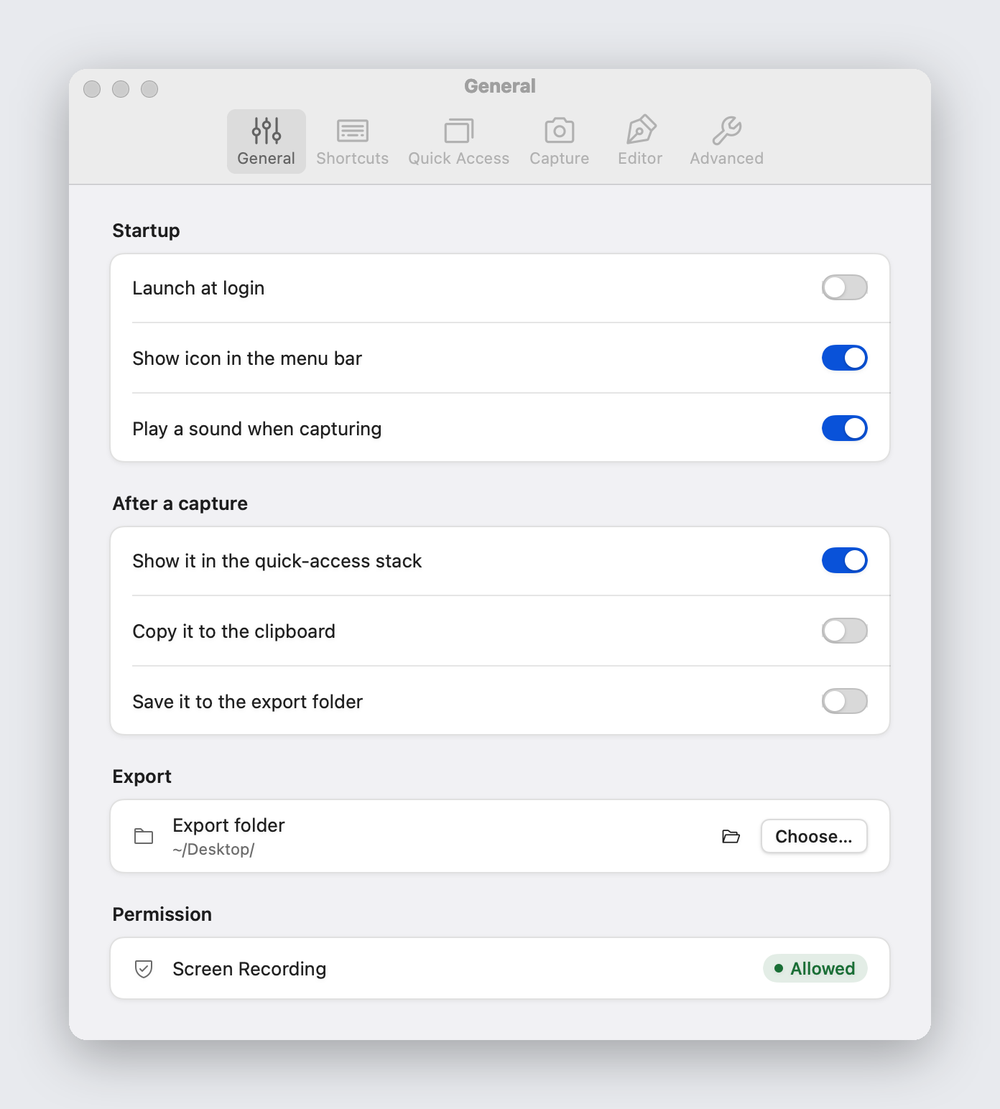 General
General
Shortcuts
Quick Access
Capture
Editor
Advanced
Startup
Launch at login
Show icon in the menu bar
Play a sound when capturing
After a capture
Show it in the quick-access stack
Copy it to the clipboard
Save it to the export folder
Export
Export folder
~/Desktop/
Choose...
Permission
Screen Recording
Allowed